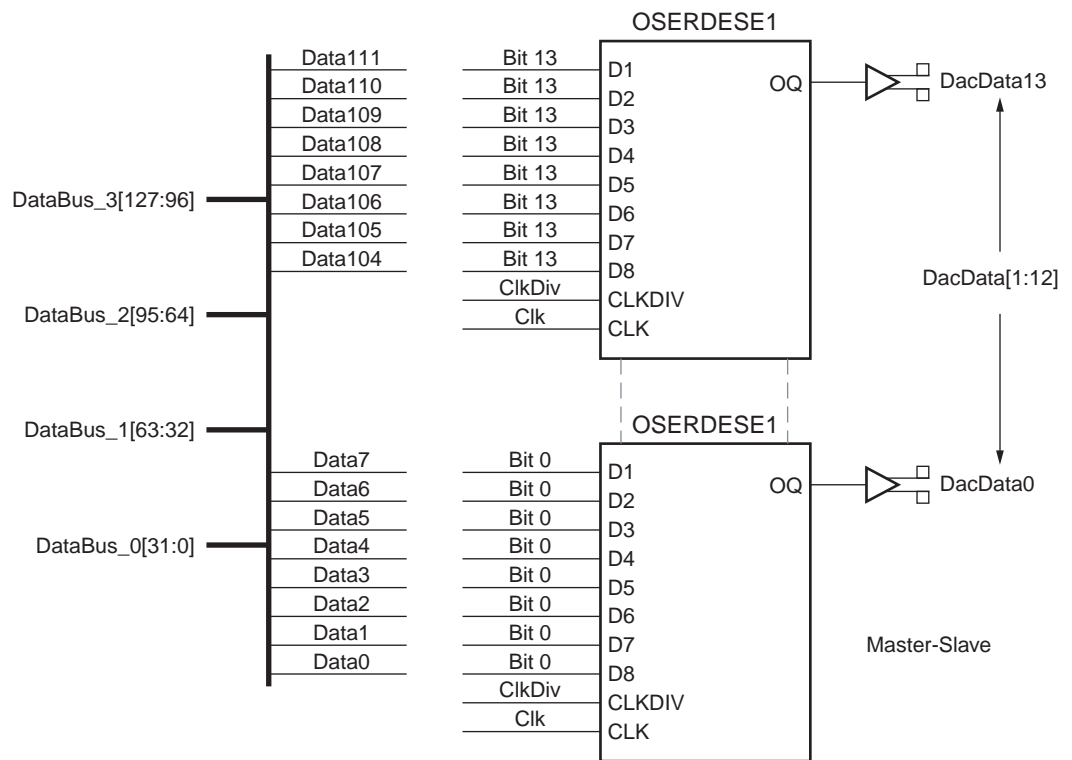 OSERDESE1
Data111 Bit 13 D1
Data110 Bit 13 D2
Data109 Bit 13 D3
Data108 Bit 13 D4
Data107 Bit 13 D5
Data106 Bit 13 D6
Data105 Bit 13 D7
Data104 Bit 13 D8
ClkDiv CLKDIV
Clk CLK
OQ
DacData13
DataBus_3[127:96]
DataBus_2[95:64]
DataBus_1[63:32]
DataBus_0[31:0]
DacData[1:12]
OSERDESE1
Data7 Bit 0 D1
Data6 Bit 0 D2
Data5 Bit 0 D3
Data4 Bit 0 D4
Data3 Bit 0 D5
Data2 Bit 0 D6
Data1 Bit 0 D7
Data0 Bit 0 D8
ClkDiv CLKDIV
Clk CLK
OQ
DacData0
Master-Slave